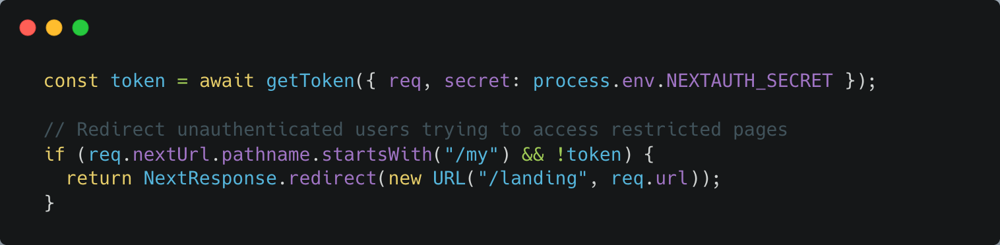 const token = await getToken({ req, secret: process.env.NEXTAUTH_SECRET });
// Redirect unauthenticated users trying to access restricted pages
if (req.nextUrl.pathname.startsWith("/my") && !token) {
  return NextResponse.redirect(new URL("/landing", req.url));
}